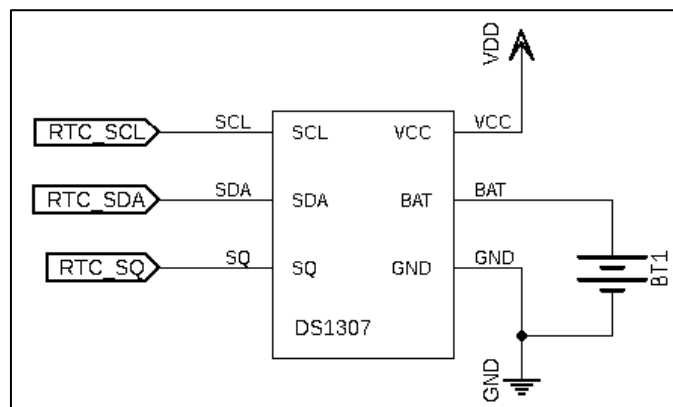 VDD
RTC_SCL SCL SCL VCC VCC
RTC_SDA SDA SDA BAT BAT
RTC_SQ SQ SQ GND GND
BT1
DS1307
GND